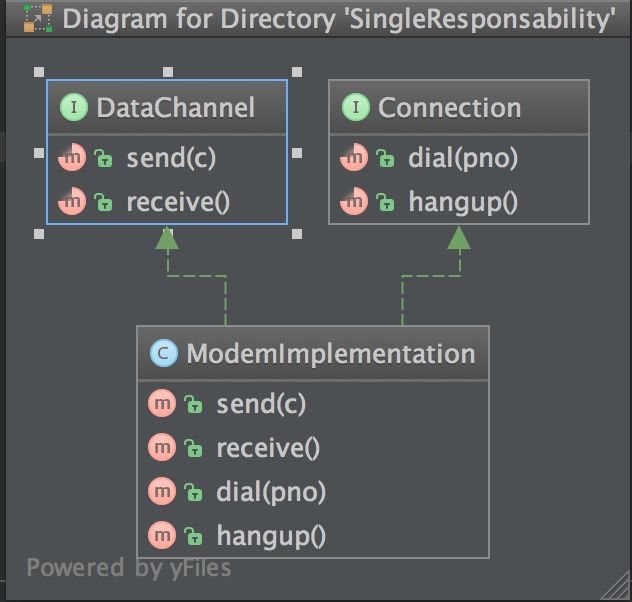 Diagram for Directory 'SingleResponsability'
I DataChannel
m send(c)
m receive()
I Connection
m dial(pno)
m hangup()
C ModemImplementation
m send(c)
m receive()
m dial(pno)
m hangup()
Powered by yFiles